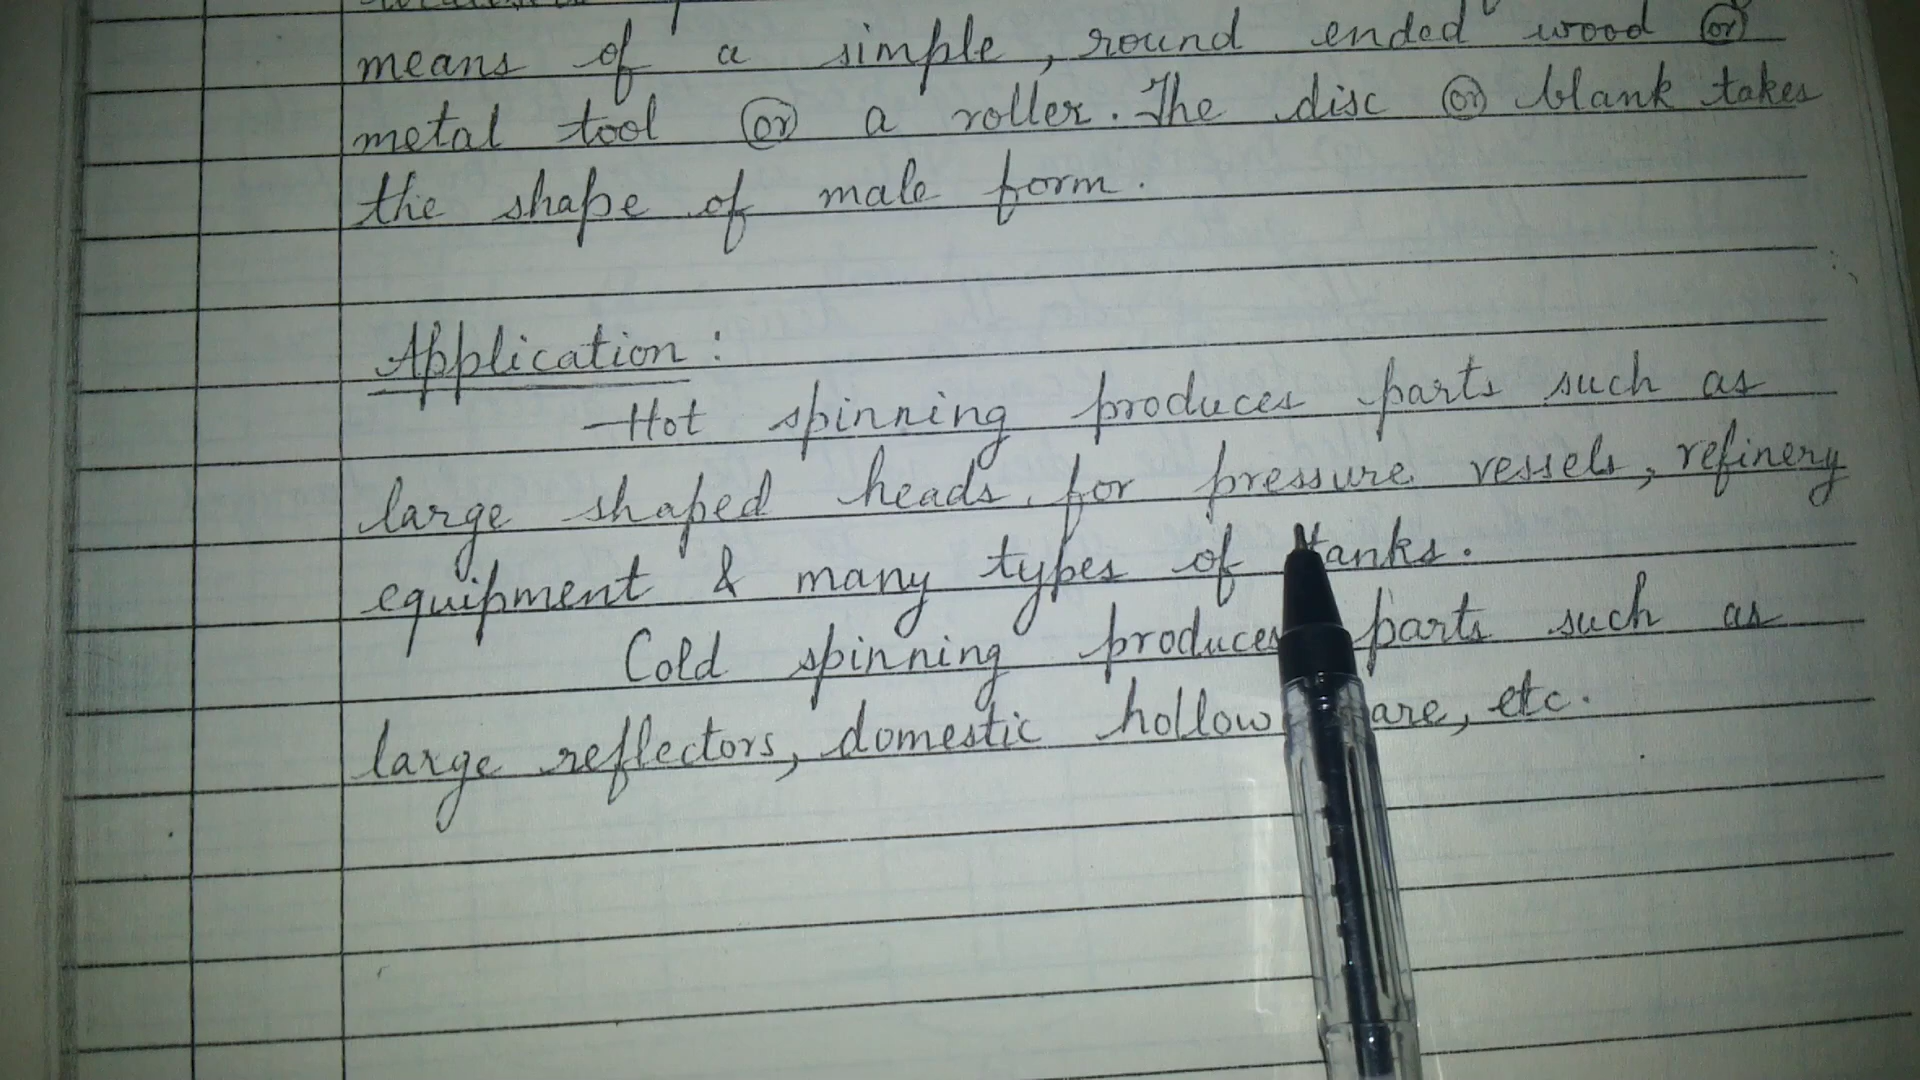 means of a simple, round ended wood or
metal tool or a roller. The disc or blank takes
the shape of male form.
Application :
Hot spinning produces parts such as
large shaped heads for pressure vessels, refinery
equipment & many types of tanks.
Cold spinning produces parts such as
large reflectors, domestic hollow are, etc.